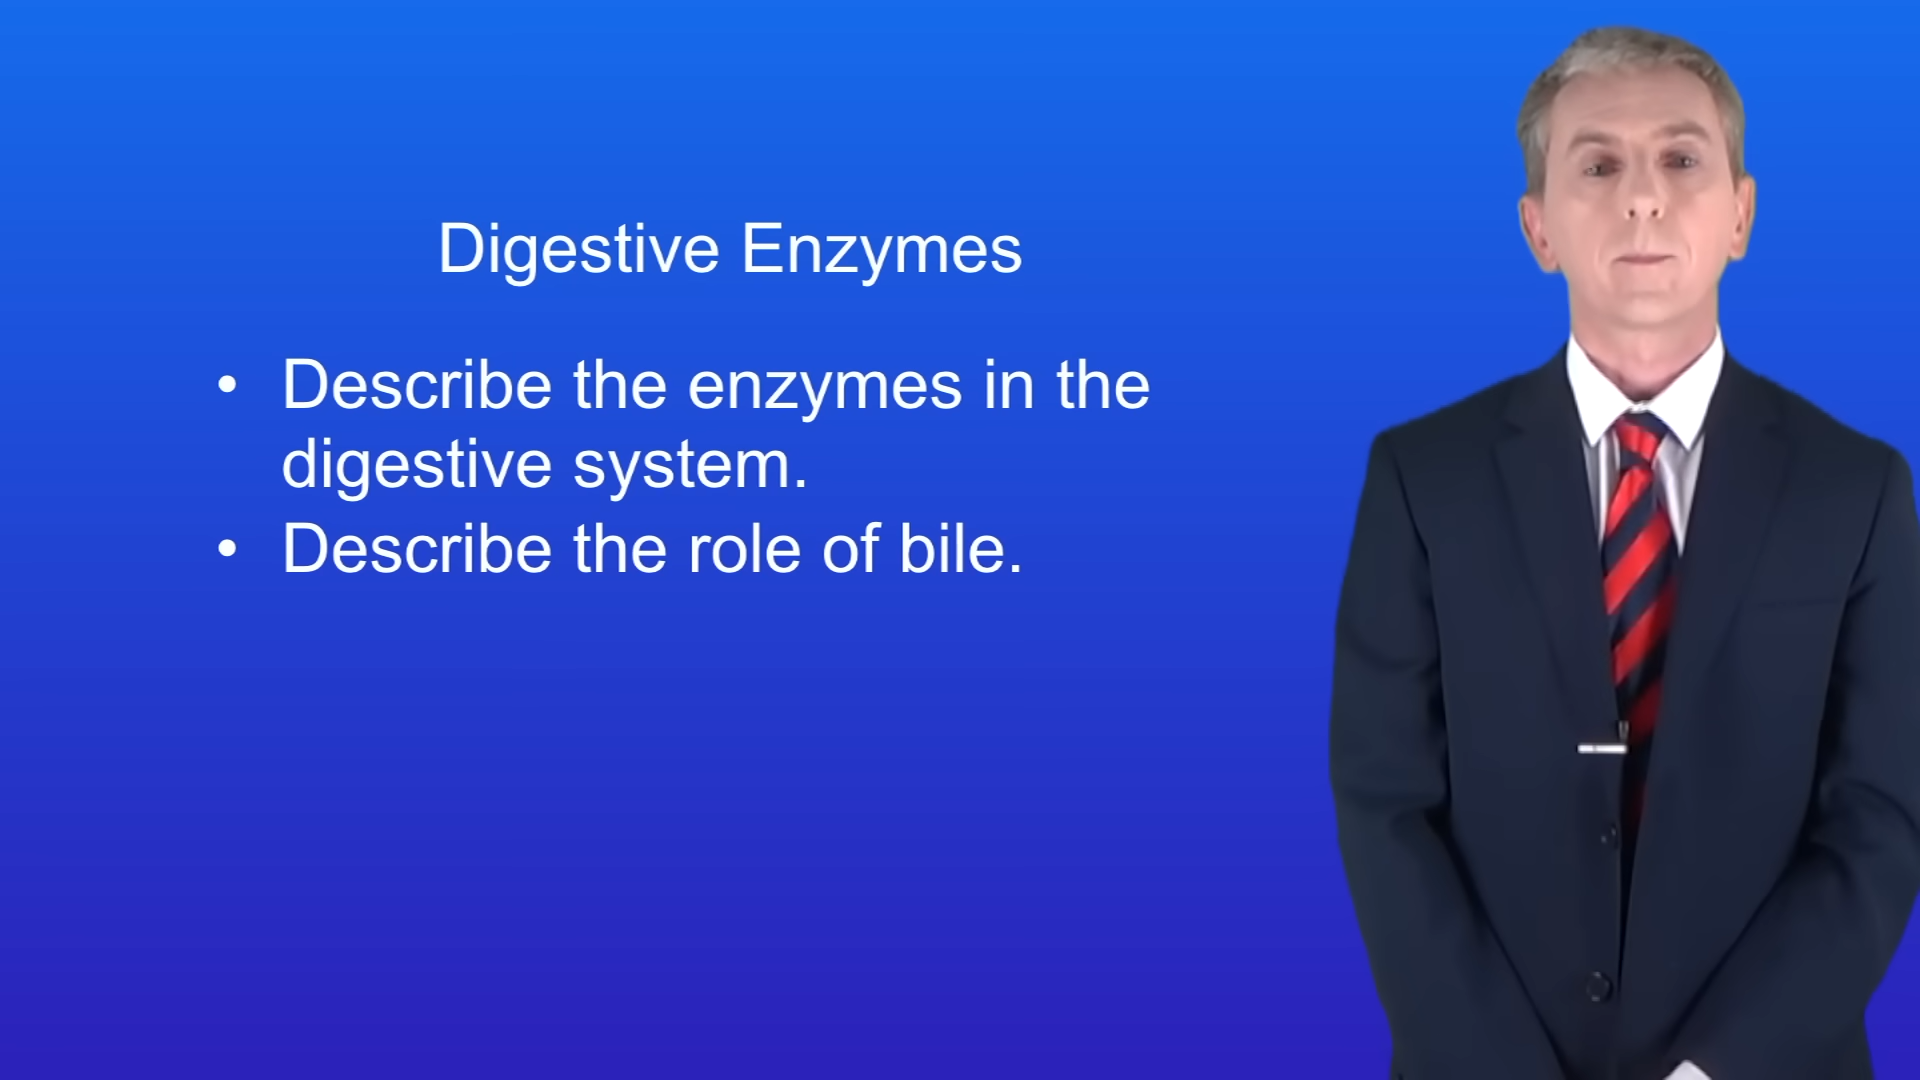 Digestive Enzymes
• Describe the enzymes in the
digestive system.
• Describe the role of bile.